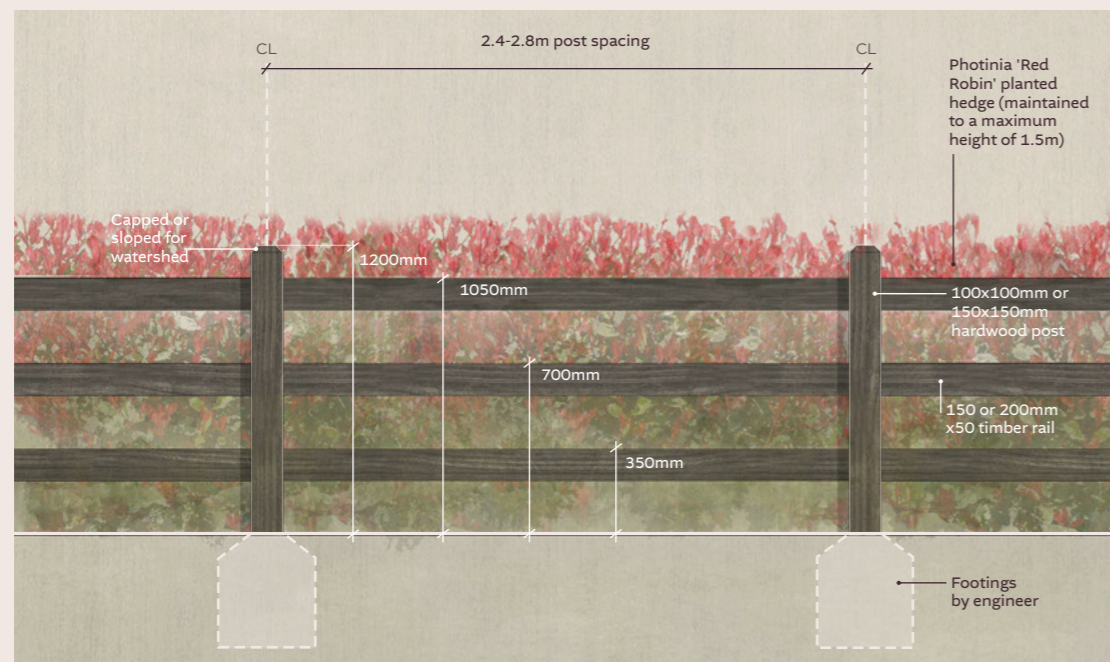 CL
2.4-2.8m post spacing
CL
Photinia 'Red
Robin' planted
hedge (maintained
to a maximum
height of 1.5m)
Capped or
sloped for
watershed
1200mm
1050mm
100x100mm or
150x150mm
hardwood post
700mm
150 or 200mm
x50 timber rail
350mm
Footings
by engineer